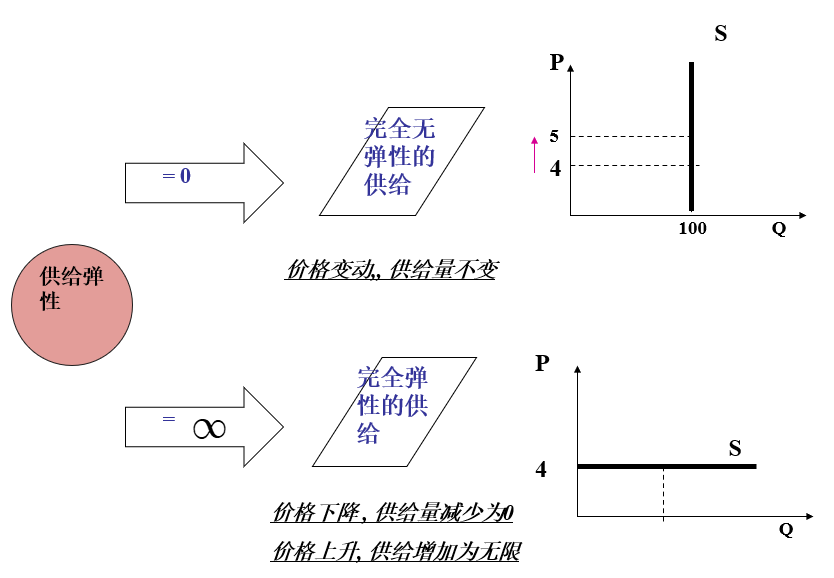 S
P
完全无
弹性的
供给
5
4
= 0
100
Q
价格变动,, 供给量不变
供给弹
性
P
完全弹
性的供
给
= ∞
S
4
价格下降, 供给量减少为0
Q
价格上升, 供给增加为无限